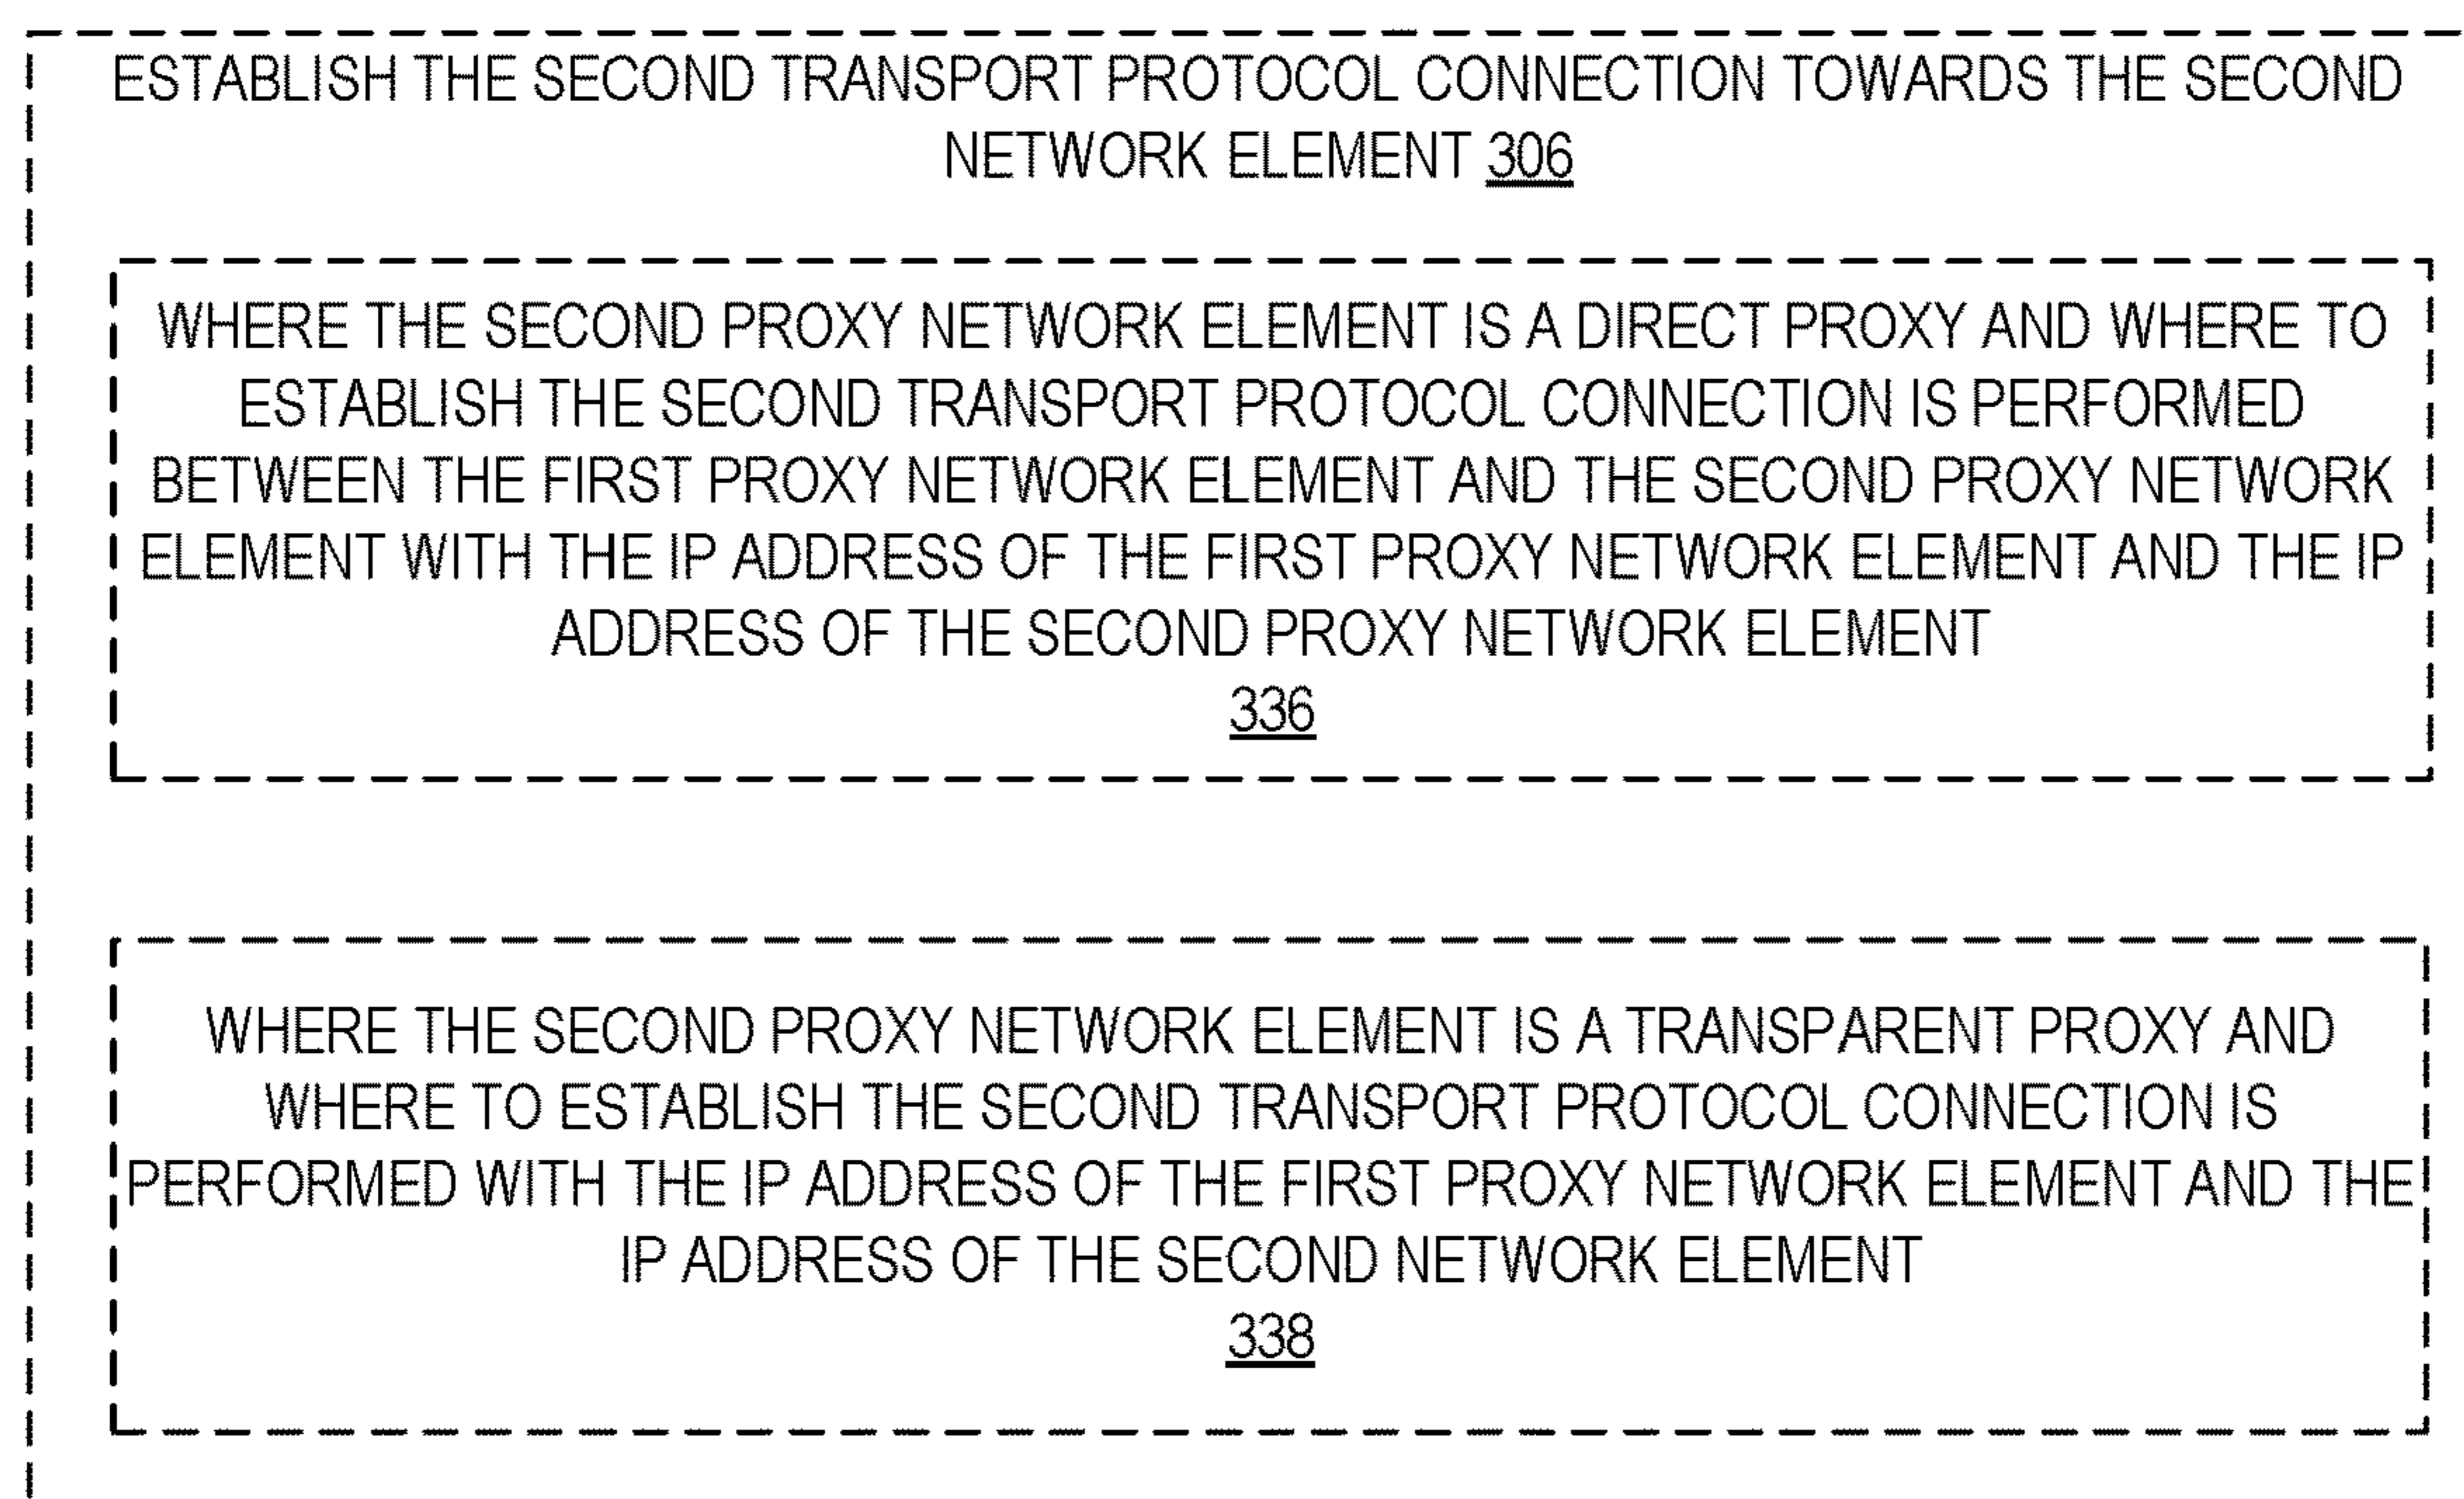 ESTABLISH THE SECOND TRANSPORT PROTOCOL CONNECTION TOWARDS THE SECOND
NETWORK ELEMENT 306
WHERE THE SECOND PROXY NETWORK ELEMENT IS A DIRECT PROXY AND WHERE TO
ESTABLISH THE SECOND TRANSPORT PROTOCOL CONNECTION IS PERFORMED
BETWEEN THE FIRST PROXY NETWORK ELEMENT AND THE SECOND PROXY NETWORK
ELEMENT WITH THE IP ADDRESS OF THE FIRST PROXY NETWORK ELEMENT AND THE IP
ADDRESS OF THE SECOND PROXY NETWORK ELEMENT
336
WHERE THE SECOND PROXY NETWORK ELEMENT IS A TRANSPARENT PROXY AND
WHERE TO ESTABLISH THE SECOND TRANSPORT PROTOCOL CONNECTION IS
PERFORMED WITH THE IP ADDRESS OF THE FIRST PROXY NETWORK ELEMENT AND THE
IP ADDRESS OF THE SECOND NETWORK ELEMENT
338